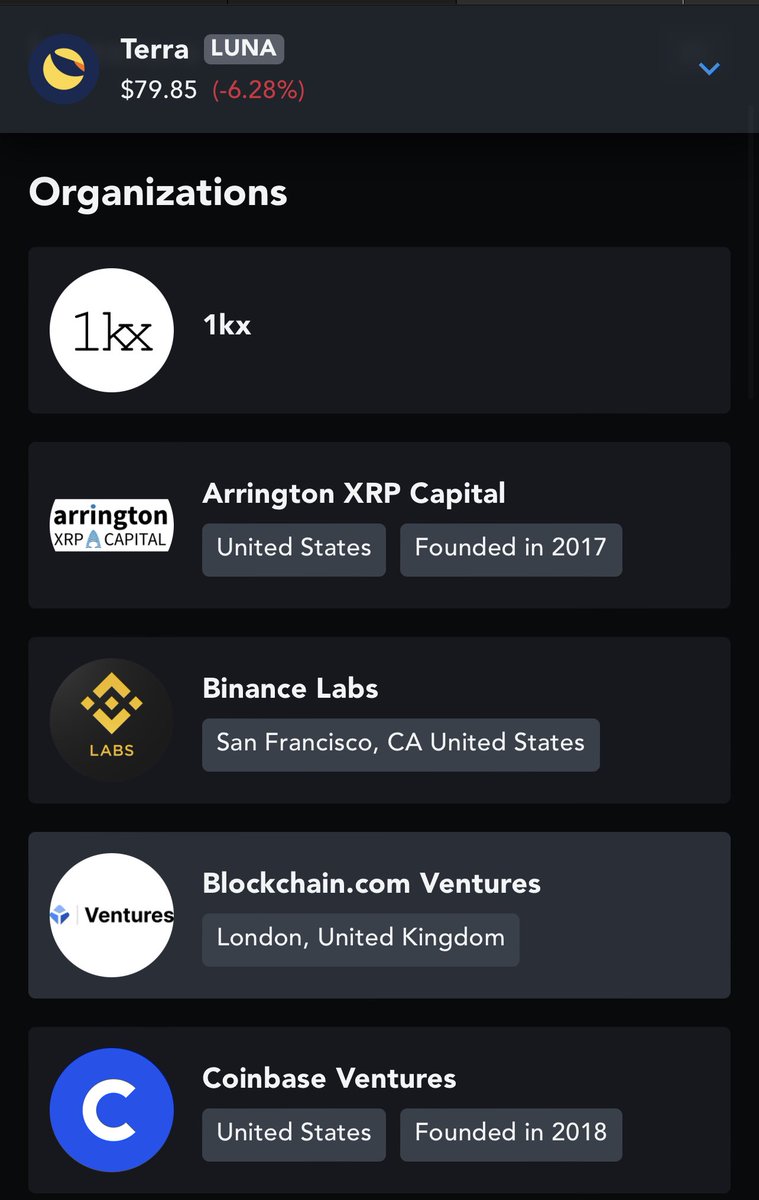 Terra LUNA
$79.85 (-6.28%)
Organizations
1kx
1kx
arrington
XRP CAPITAL
Arrington XRP Capital
United States Founded in 2017
LABS
Binance Labs
San Francisco, CA United States
Ventures
Blockchain.com Ventures
London, United Kingdom
C
Coinbase Ventures
United States Founded in 2018